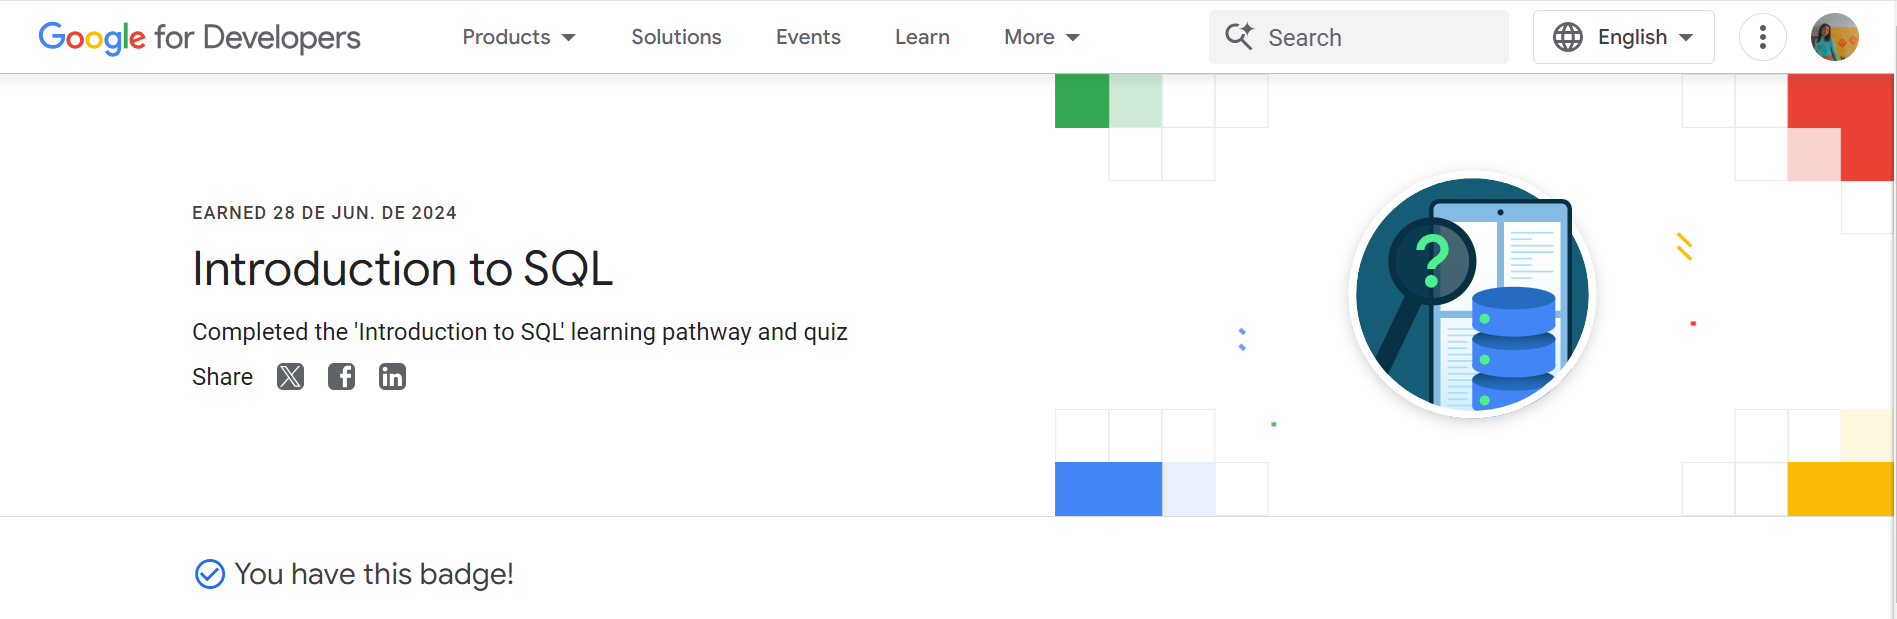 Google for Developers
Products
Solutions
Events
Learn
More
Search
English
EARNED 28 DE JUN. DE 2024
Introduction to SQL
Completed the 'Introduction to SQL' learning pathway and quiz
Share
You have this badge!